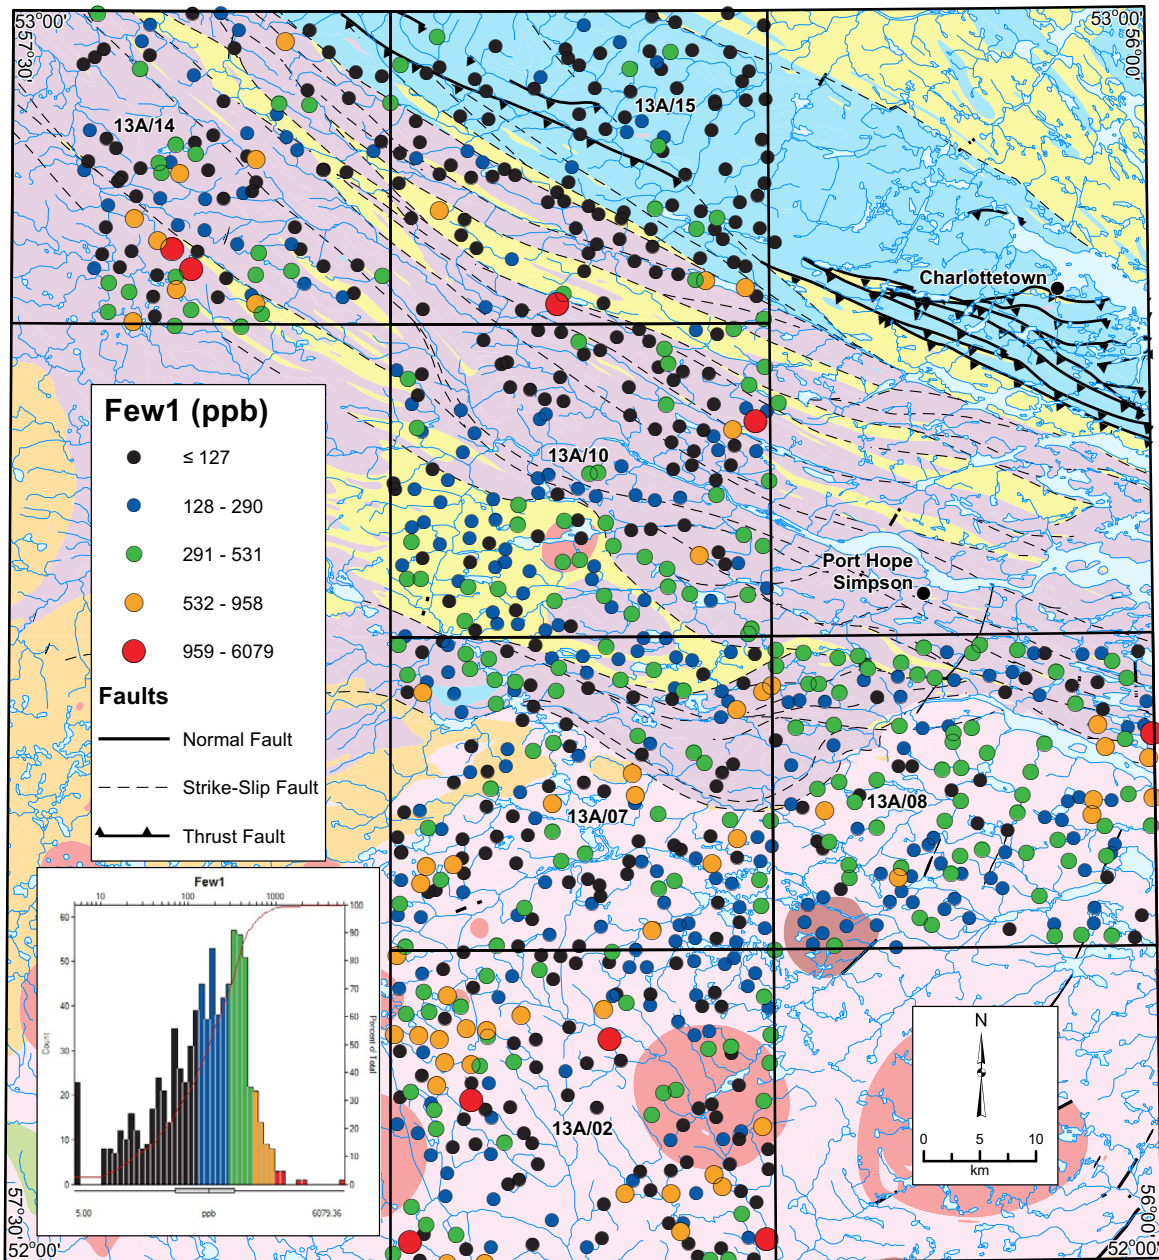 53°00'
57°30'
53°00'
56°00'
13A/14
13A/15
Charlottetown
13A/10
Port Hope
Simpson
13A/07
13A/08
13A/02
Few1 (ppb)
≤ 127
128 - 290
291 - 531
532 - 958
959 - 6079
Faults
Normal Fault
Strike-Slip Fault
Thrust Fault
Few1
10 100 1000
60
50
40
30
20
10
0
Count
100
90
80
70
60
50
40
30
20
10
0
Percent of Total
5.00 ppb 6079.36
N
0 5 10
km
57°30'
52°00'
56°00'
52°00'